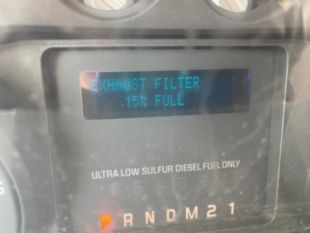 EXHAUST FILTER
15% FULL
ULTRA LOW SULFUR DIESEL FUEL ONLY
P R N D M 2 1